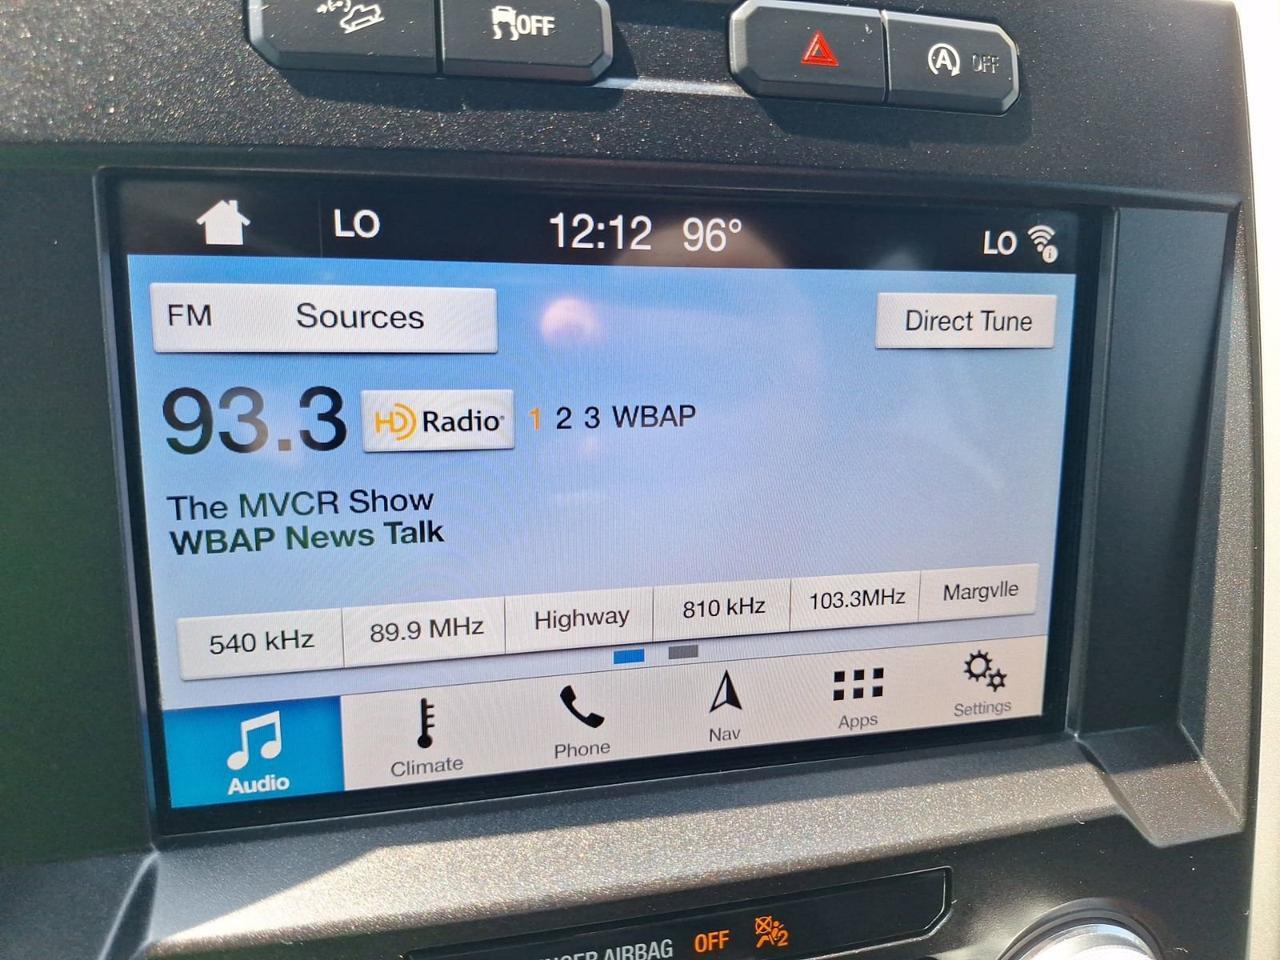 OFF
A OFF
LO 12:12 96° LO
FM Sources Direct Tune
93.3 HD Radio 1 2 3 WBAP
The MVCR Show
WBAP News Talk
540 kHz 89.9 MHz Highway 810 kHz 103.3MHz Margvlle
Audio Climate Phone Nav Apps Settings
AIRBAG OFF 2